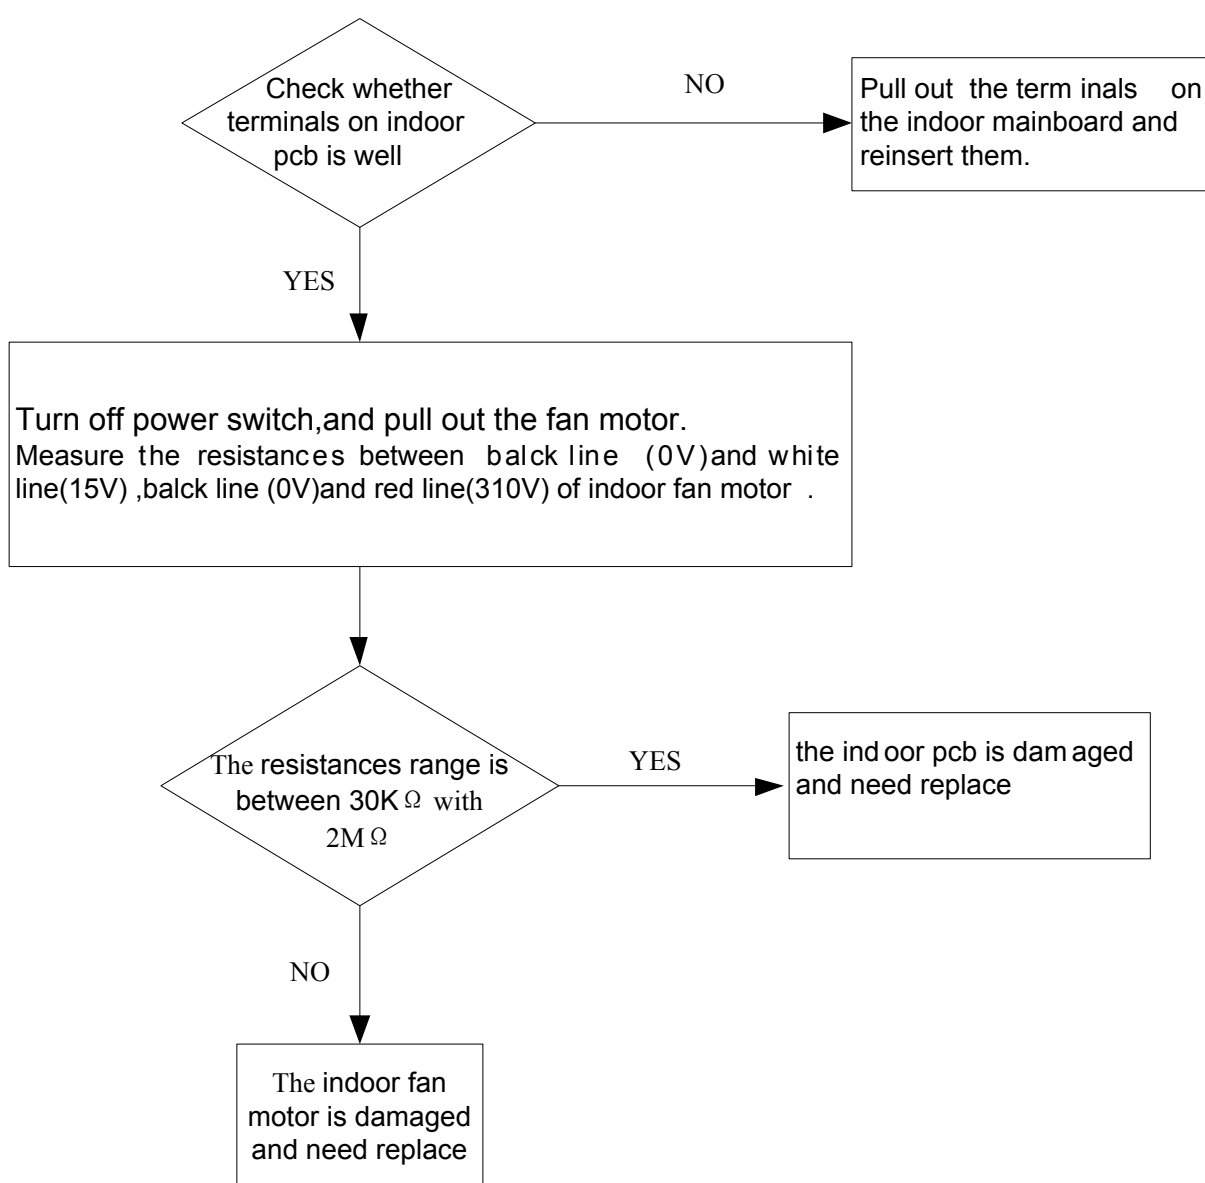 Check whether
terminals on indoor
pcb is well
NO
Pull out the term inals on
the indoor mainboard and
reinsert them.
YES
Turn off power switch,and pull out the fan motor.
Measure the resistances between balck line (0V)and white
line(15V) ,balck line (0V)and red line(310V) of indoor fan motor .
The resistances range is
between 30KΩ with
2MΩ
YES
the ind oor pcb is dam aged
and need replace
NO
The indoor fan
motor is damaged
and need replace